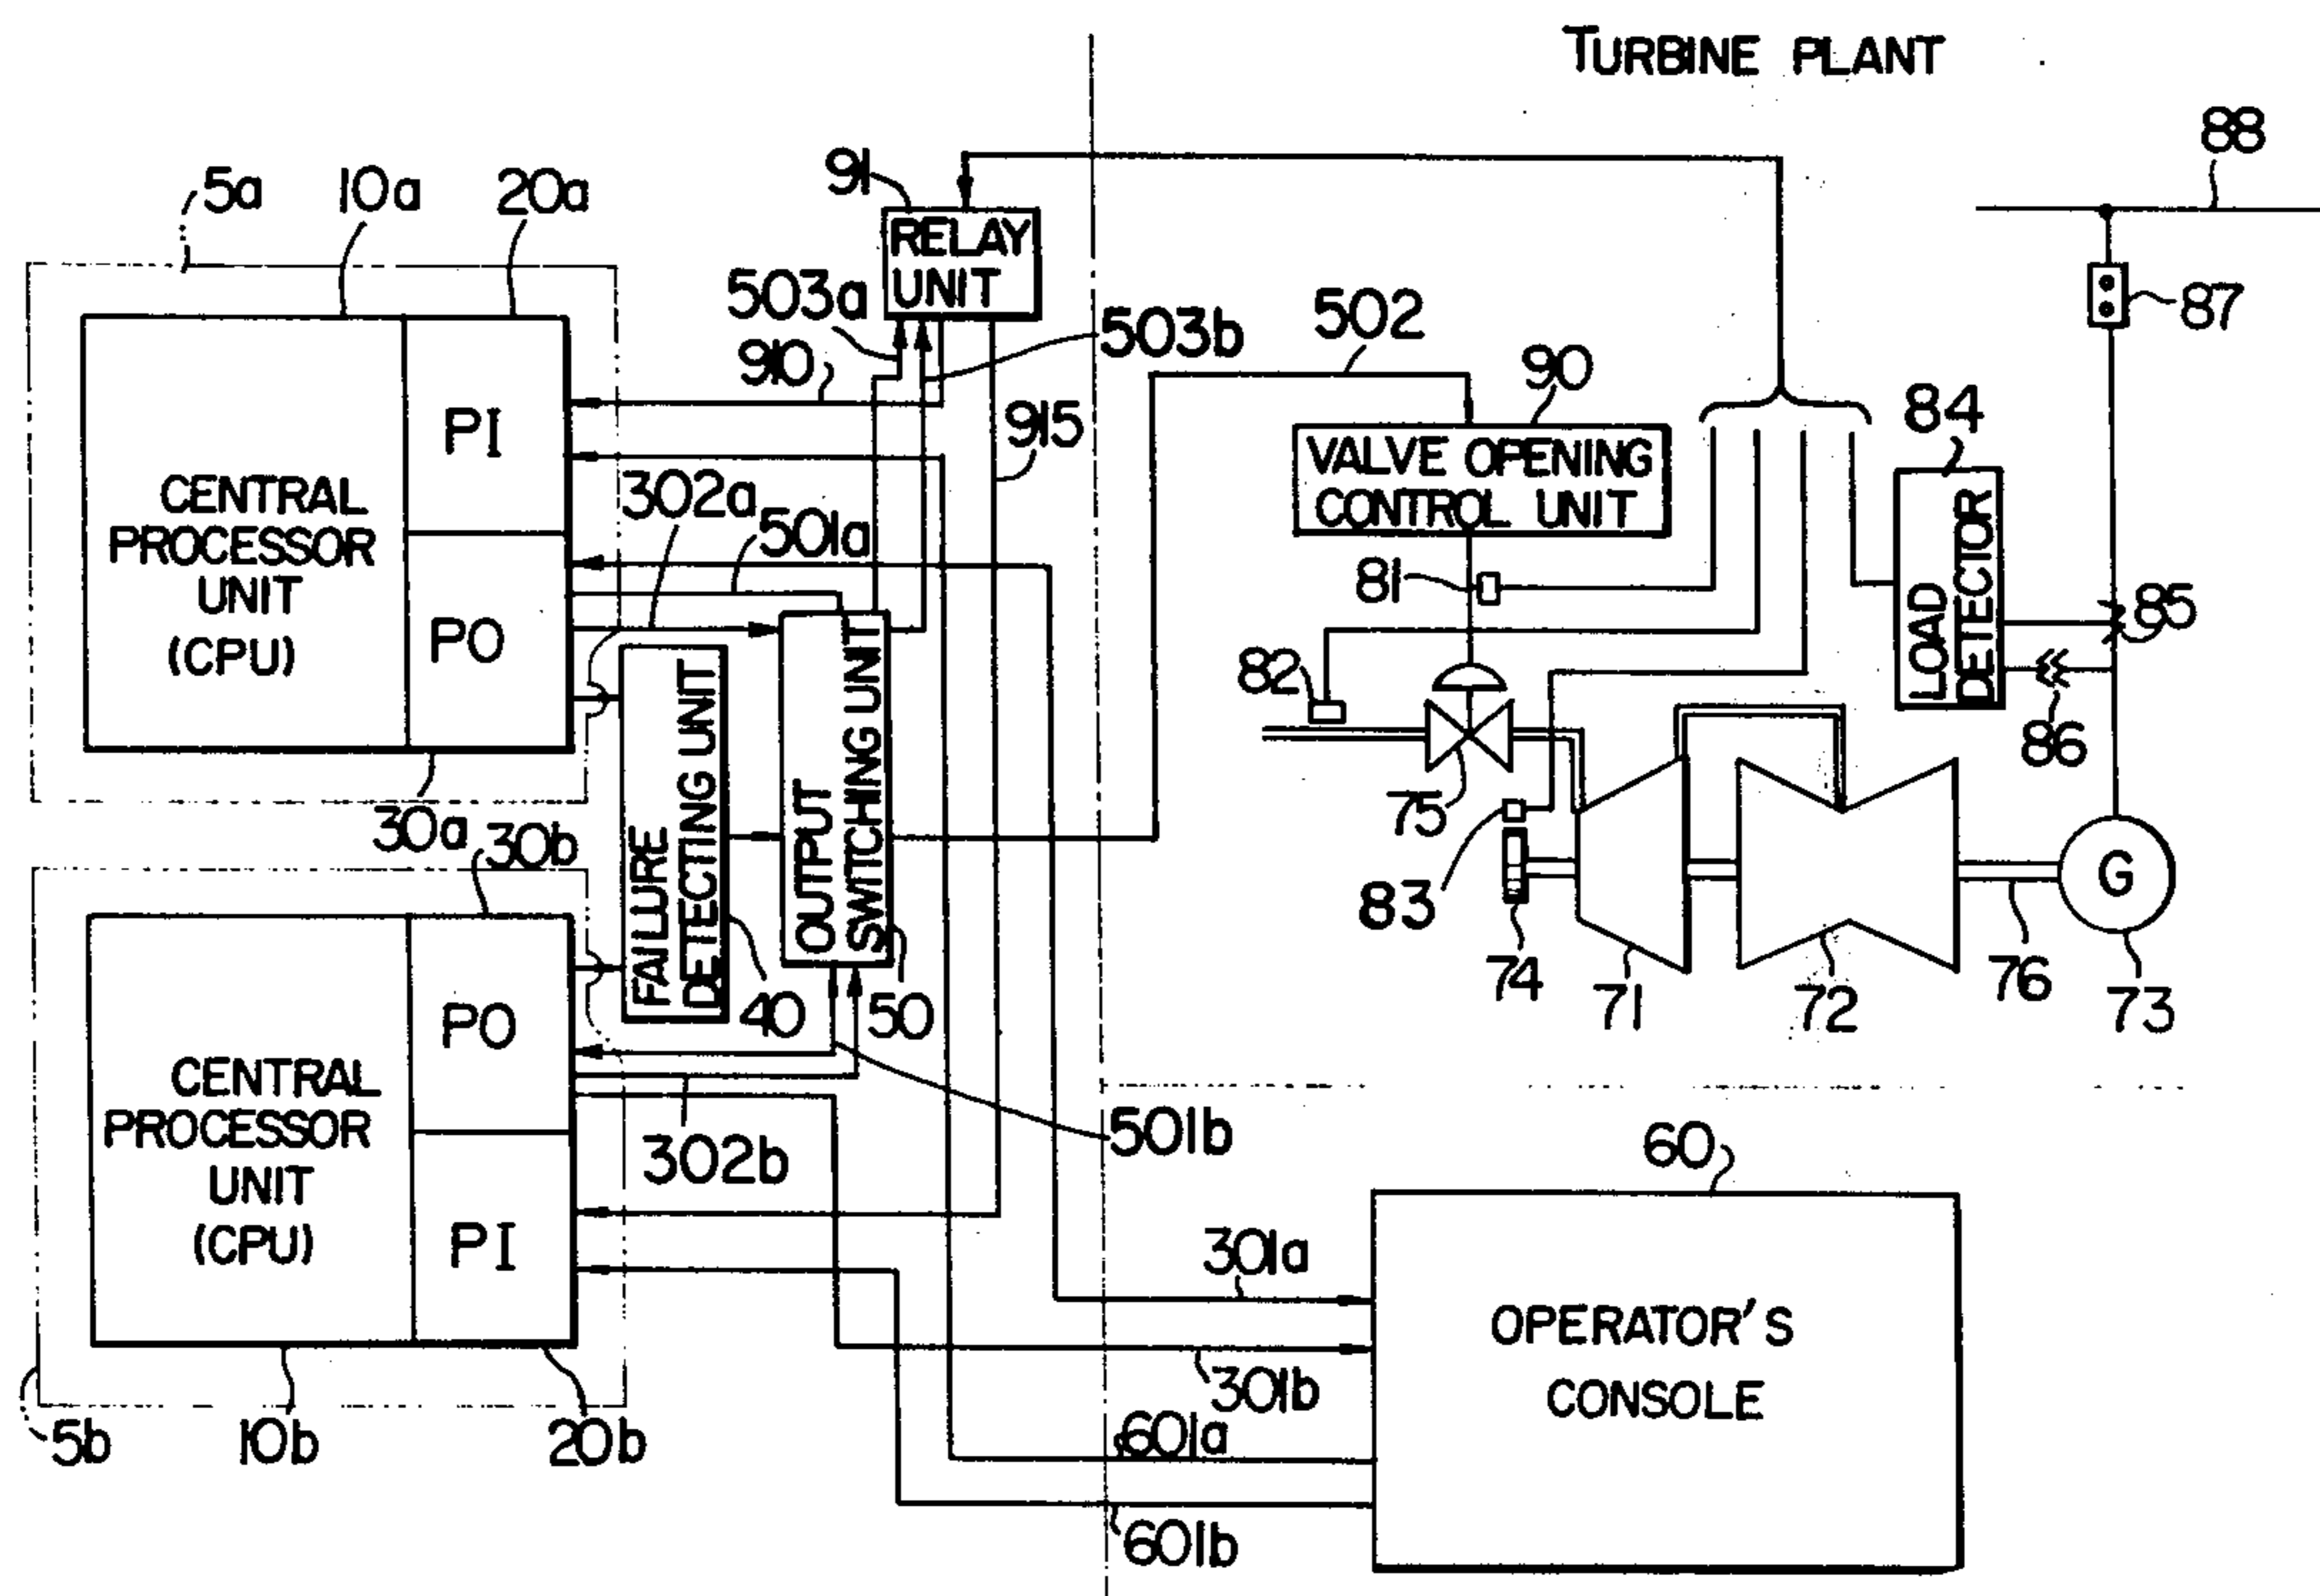 TURBINE PLANT
88
5a
10a
20a
91
RELAY
UNIT
503a
503b
502
87
910
90
915
84
PI
VALVE OPENING
CONTROL UNIT
302a
501a
CENTRAL
PROCESSOR
UNIT
(CPU)
81
LOAD
DETECTOR
85
PO
82
86
FAILURE
DETECTING UNIT
OUTPUT
SWITCHING UNIT
75
30a
30b
83
G
74
71
72
76
73
40
50
PO
CENTRAL
PROCESSOR
UNIT
(CPU)
501b
302b
60
PI
301a
OPERATOR'S
CONSOLE
301b
5b
10b
20b
601a
601b